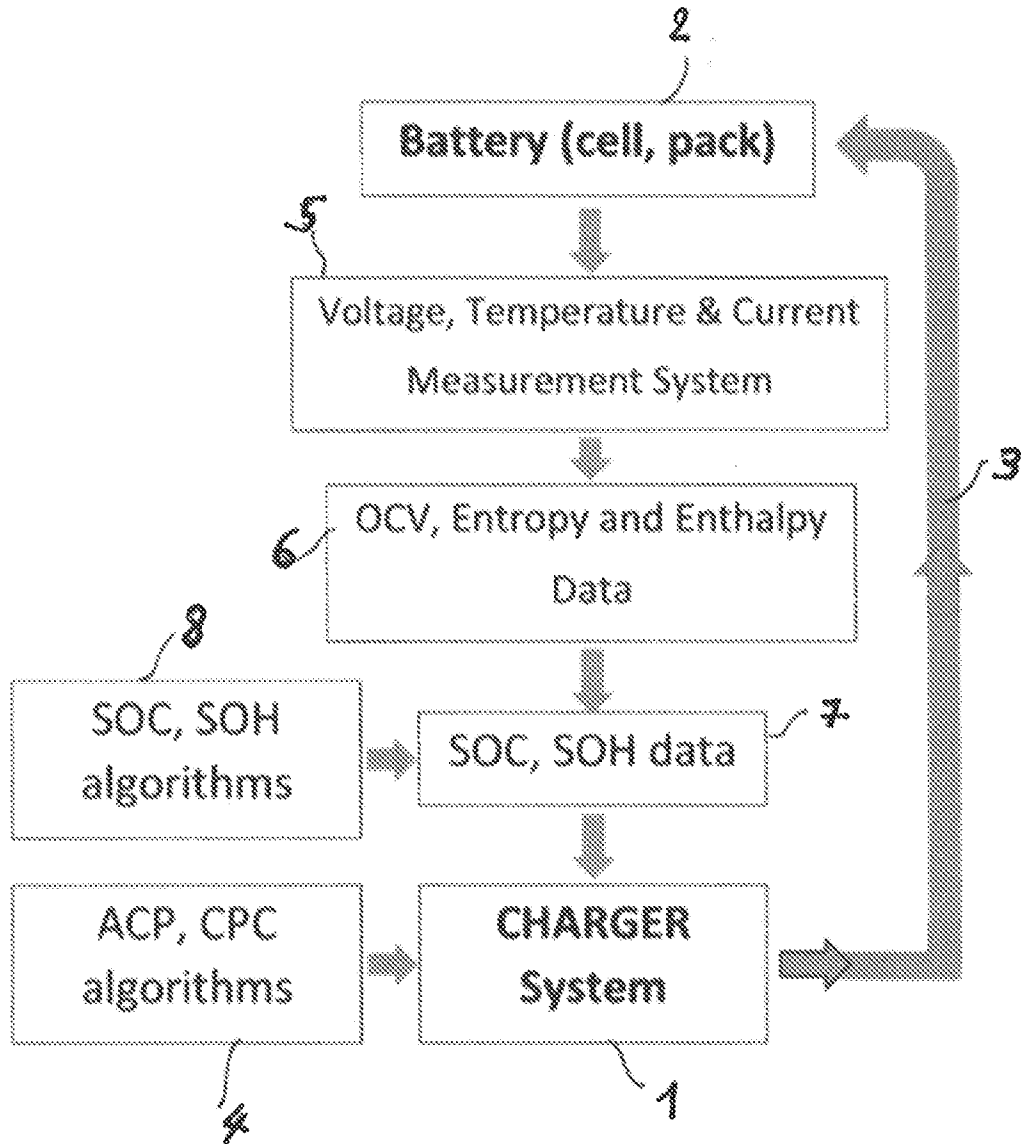 2
Battery (cell, pack)
5
Voltage, Temperature & Current
Measurement System
3
6
OCV, Entropy and Enthalpy
Data
8
7
SOC, SOH
algorithms
SOC, SOH data
ACP, CPC
algorithms
CHARGER
System
4
1